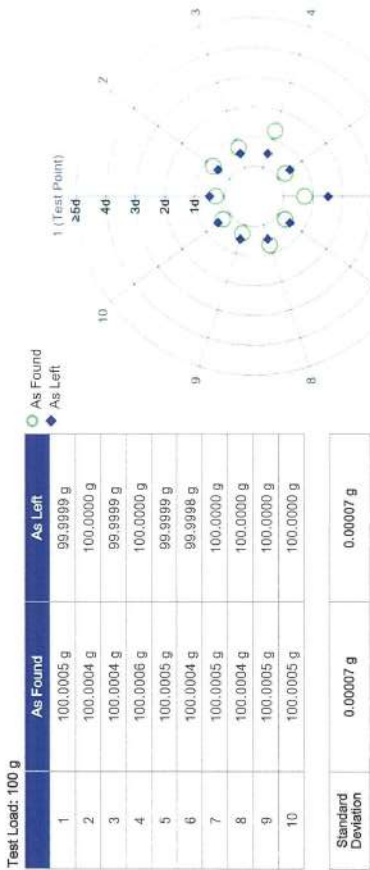 Test Load: 100 g
As Found As Left
1 100.0005 g 99.9999 g
2 100.0004 g 100.0000 g
3 100.0004 g 99.9999 g
4 100.0006 g 100.0000 g
5 100.0005 g 99.9999 g
6 100.0004 g 99.9998 g
7 100.0005 g 100.0000 g
8 100.0004 g 100.0000 g
9 100.0005 g 100.0000 g
10 100.0005 g 100.0000 g
Standard
Deviation 0.00007 g 0.00007 g
As Found
As Left
1 (Test Point)
≥5d
4d
3d
2d
1d
2
3
4
8
9
10